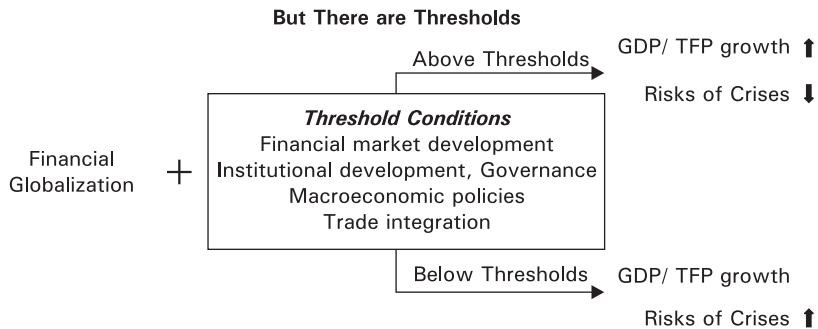 But There are Thresholds
Above Thresholds
GDP/ TFP growth ⬆
Risks of Crises ⬇
Threshold Conditions
Financial market development
Institutional development, Governance
Macroeconomic policies
Trade integration
Financial
Globalization
+
Below Thresholds
GDP/ TFP growth
Risks of Crises ⬆